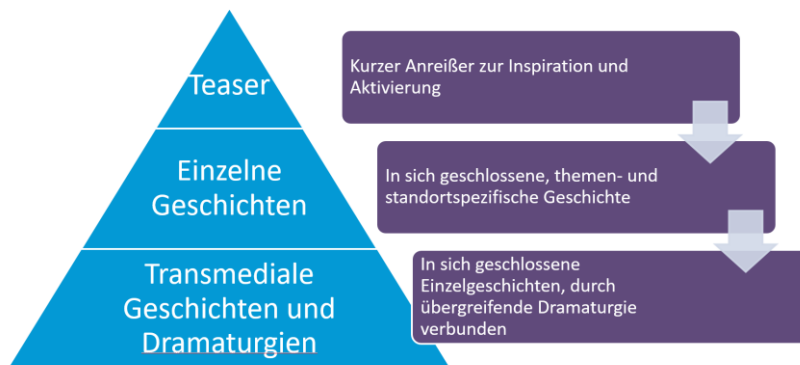 Teaser
Kurzer Anreißer zur Inspiration und
Aktivierung
Einzelne
Geschichten
In sich geschlossene, themen- und
standortspezifische Geschichte
Transmediale
Geschichten und
Dramaturgien
In sich geschlossene
Einzelgeschichten, durch
übergreifende Dramaturgie
verbunden